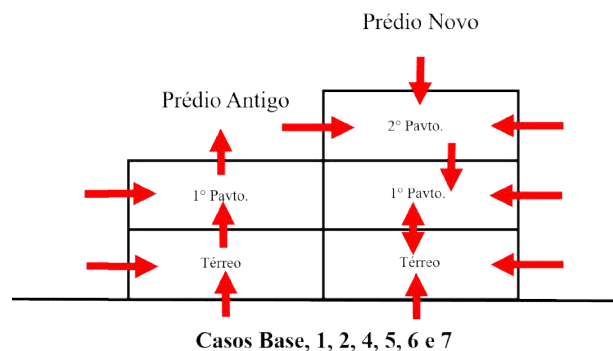 Prédio Novo
Prédio Antigo
2° Pavto.
1° Pavto.
1° Pavto.
Térreo
Térreo
Casos Base, 1, 2, 4, 5, 6 e 7